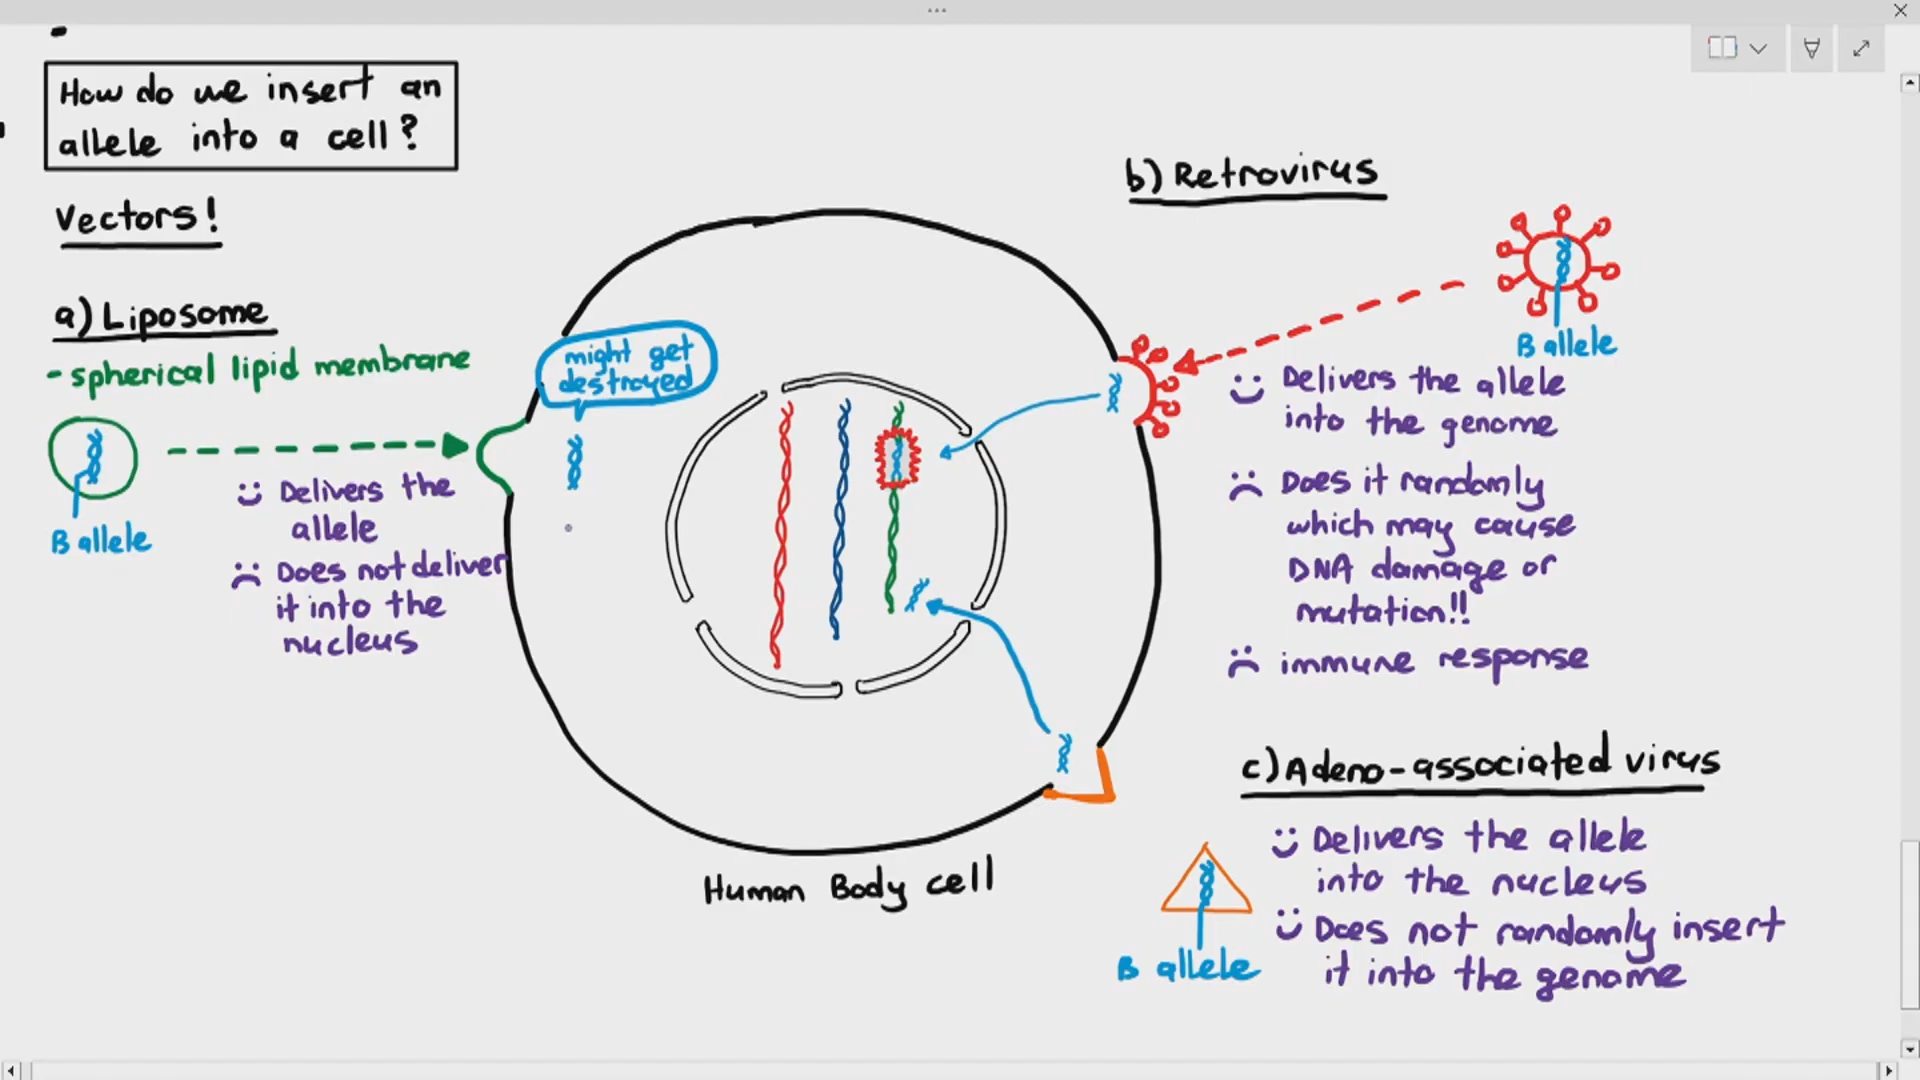 How do we insert an
allele into a cell?
Vectors!
a) Liposome
- spherical lipid membrane
B allele
Delivers the
allele
Does not deliver
it into the
nucleus
might get
destroyed
Human Body cell
b) Retrovirus
B allele
Delivers the allele
into the genome
Does it randomly
which may cause
DNA damage or
mutation!!
immune response
c) Adeno-associated virus
B allele
Delivers the allele
into the nucleus
Does not randomly insert
it into the genome